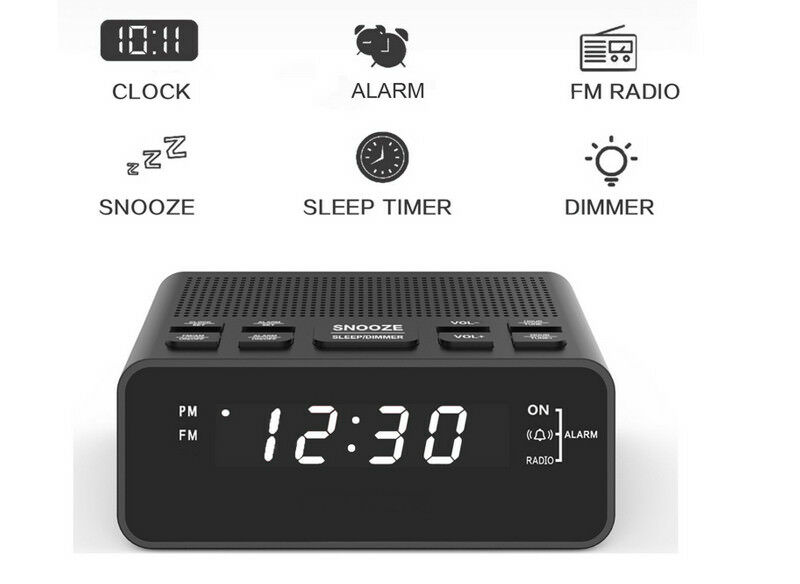 10:11
CLOCK
ALARM
FM RADIO
zzz
SNOOZE
SLEEP TIMER
DIMMER
SNOOZE
SLEEP/DIMMER
VOL-
VOL+
PM
12:30
ON
FM
ALARM
RADIO